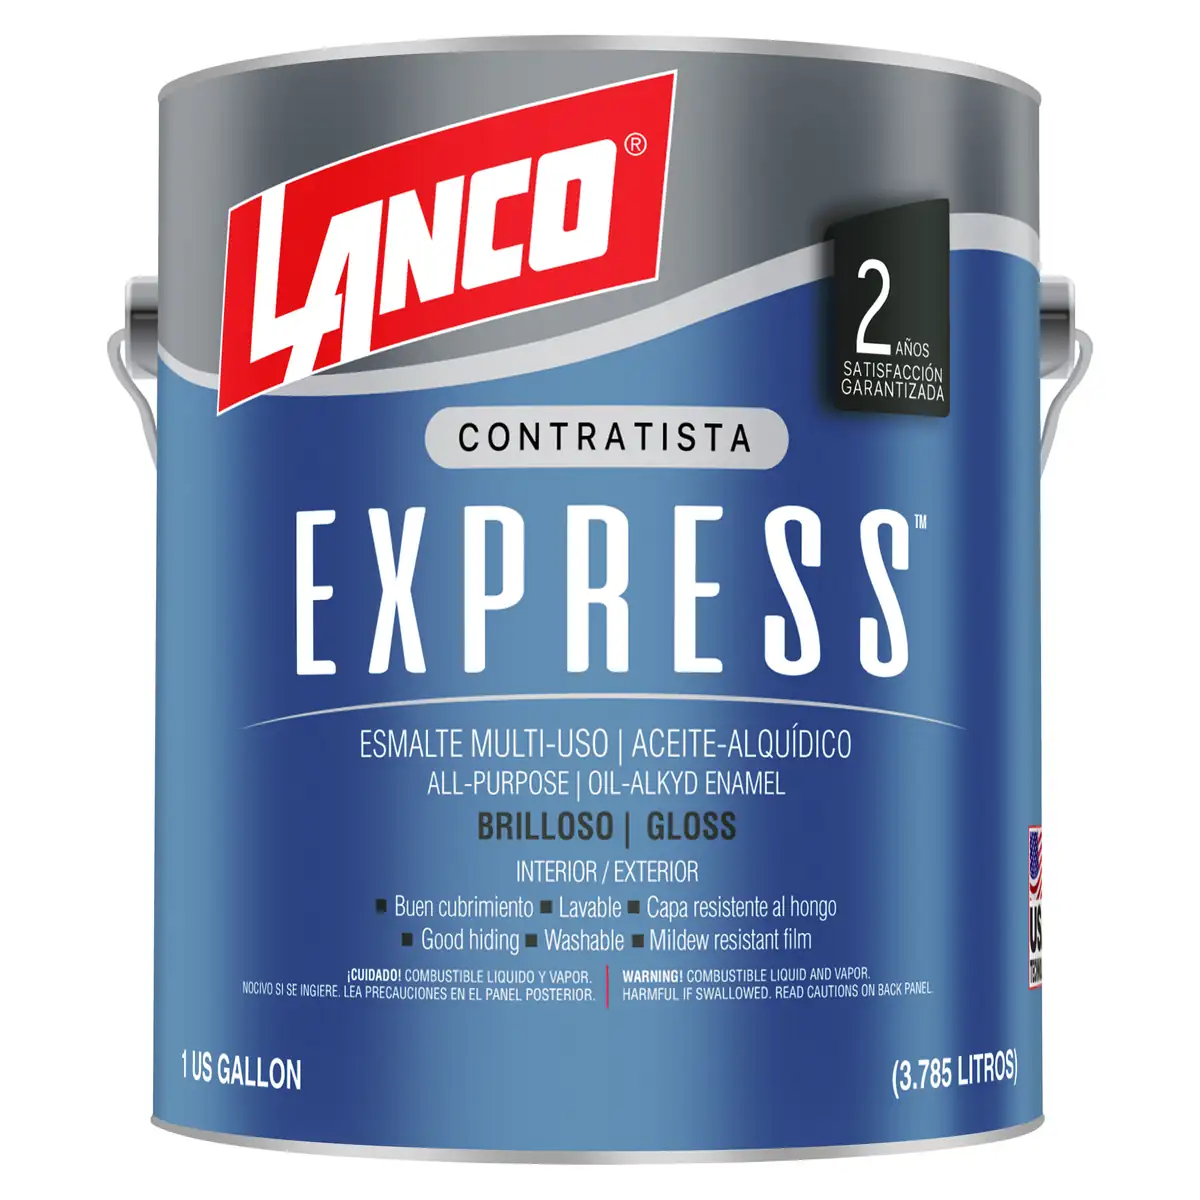 LANCO®
2
AÑOS
SATISFACCIÓN
GARANTIZADA
CONTRATISTA
EXPRESS™
ESMALTE MULTI-USO | ACEITE-ALQUÍDICO
ALL-PURPOSE | OIL-ALKYD ENAMEL
BRILLOSO | GLOSS
INTERIOR / EXTERIOR
▪ Buen cubrimiento ▪ Lavable ▪ Capa resistente al hongo
▪ Good hiding ▪ Washable ▪ Mildew resistant film
¡CUIDADO! COMBUSTIBLE LIQUIDO Y VAPOR.
NOCIVO SI SE INGIERE. LEA PRECAUCIONES EN EL PANEL POSTERIOR.
WARNING! COMBUSTIBLE LIQUID AND VAPOR.
HARMFUL IF SWALLOWED. READ CAUTIONS ON BACK PANEL.
1 US GALLON
(3.785 LITROS)